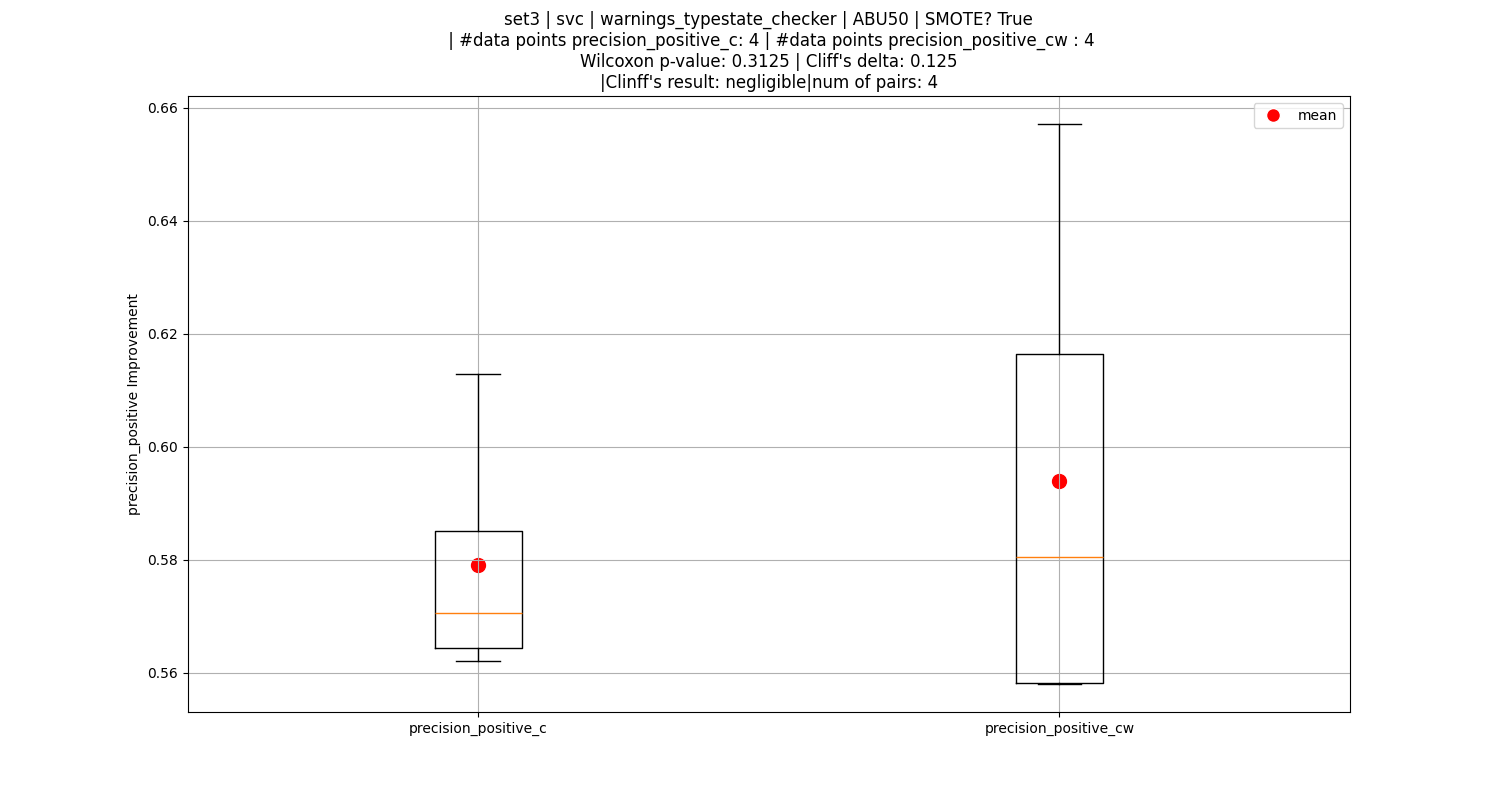 set3 | svc | warnings_typestate_checker | ABU50 | SMOTE? True
| #data points precision_positive_c: 4 | #data points precision_positive_cw : 4
Wilcoxon p-value: 0.3125 | Cliff's delta: 0.125
|Clinff's result: negligible|num of pairs: 4
mean
precision_positive Improvement
0.66
0.64
0.62
0.60
0.58
0.56
precision_positive_c
precision_positive_cw